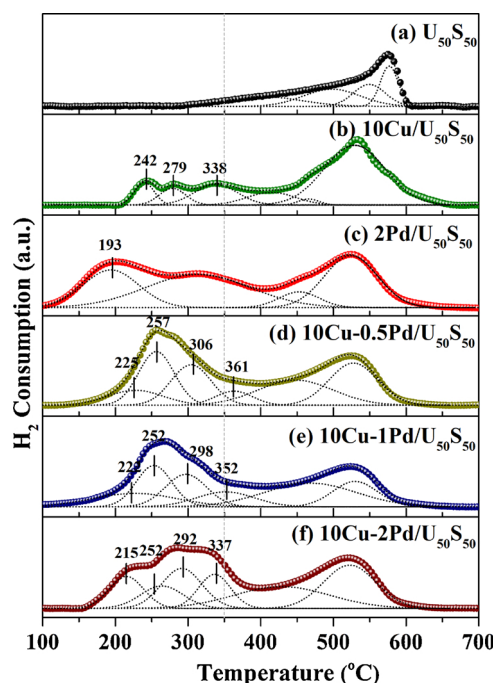 H₂ Consumption (a.u.)
(a) U₅₀S₅₀
(b) 10Cu/U₅₀S₅₀
242
279
338
(c) 2Pd/U₅₀S₅₀
193
(d) 10Cu-0.5Pd/U₅₀S₅₀
257
306
225
361
(e) 10Cu-1Pd/U₅₀S₅₀
252
298
352
(f) 10Cu-2Pd/U₅₀S₅₀
215
252
292
337
100 200 300 400 500 600 700
Temperature (°C)